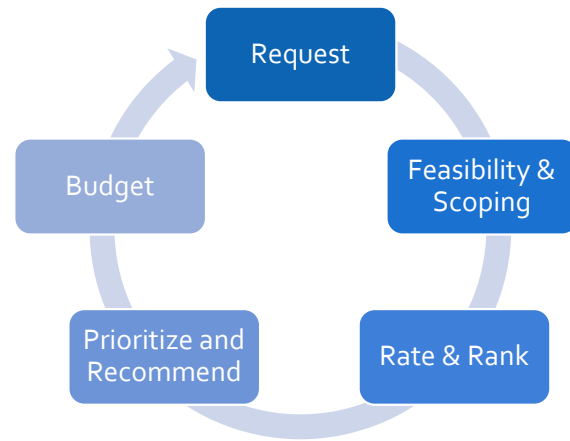 Request
Feasibility &
Scoping
Rate & Rank
Prioritize and
Recommend
Budget